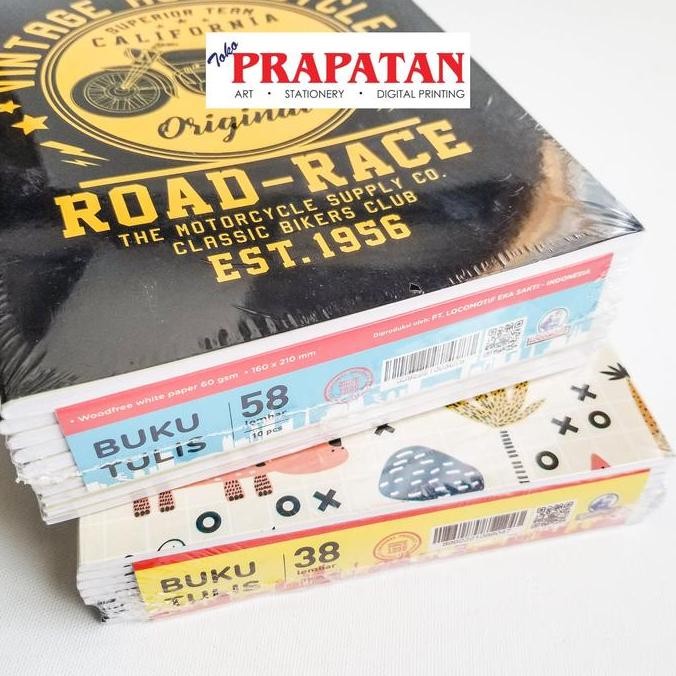 Toko
PRAPATAN
ART • STATIONERY • DIGITAL PRINTING
SUPERIOR TEAM
CALIFORNIA
Original
ROAD-RACE
THE MOTORCYCLE SUPPLY CO.
CLASSIC BIKERS CLUB
EST.1956
• Woodfree white paper 60 gsm • 160 x 210 mm
Diproduksi oleh: PT. LOCOMOTIF EKA SAKTI - INDONESIA
BUKU
TULIS
58
lembar
10 pcs
BUKU
TULIS
38
lembar